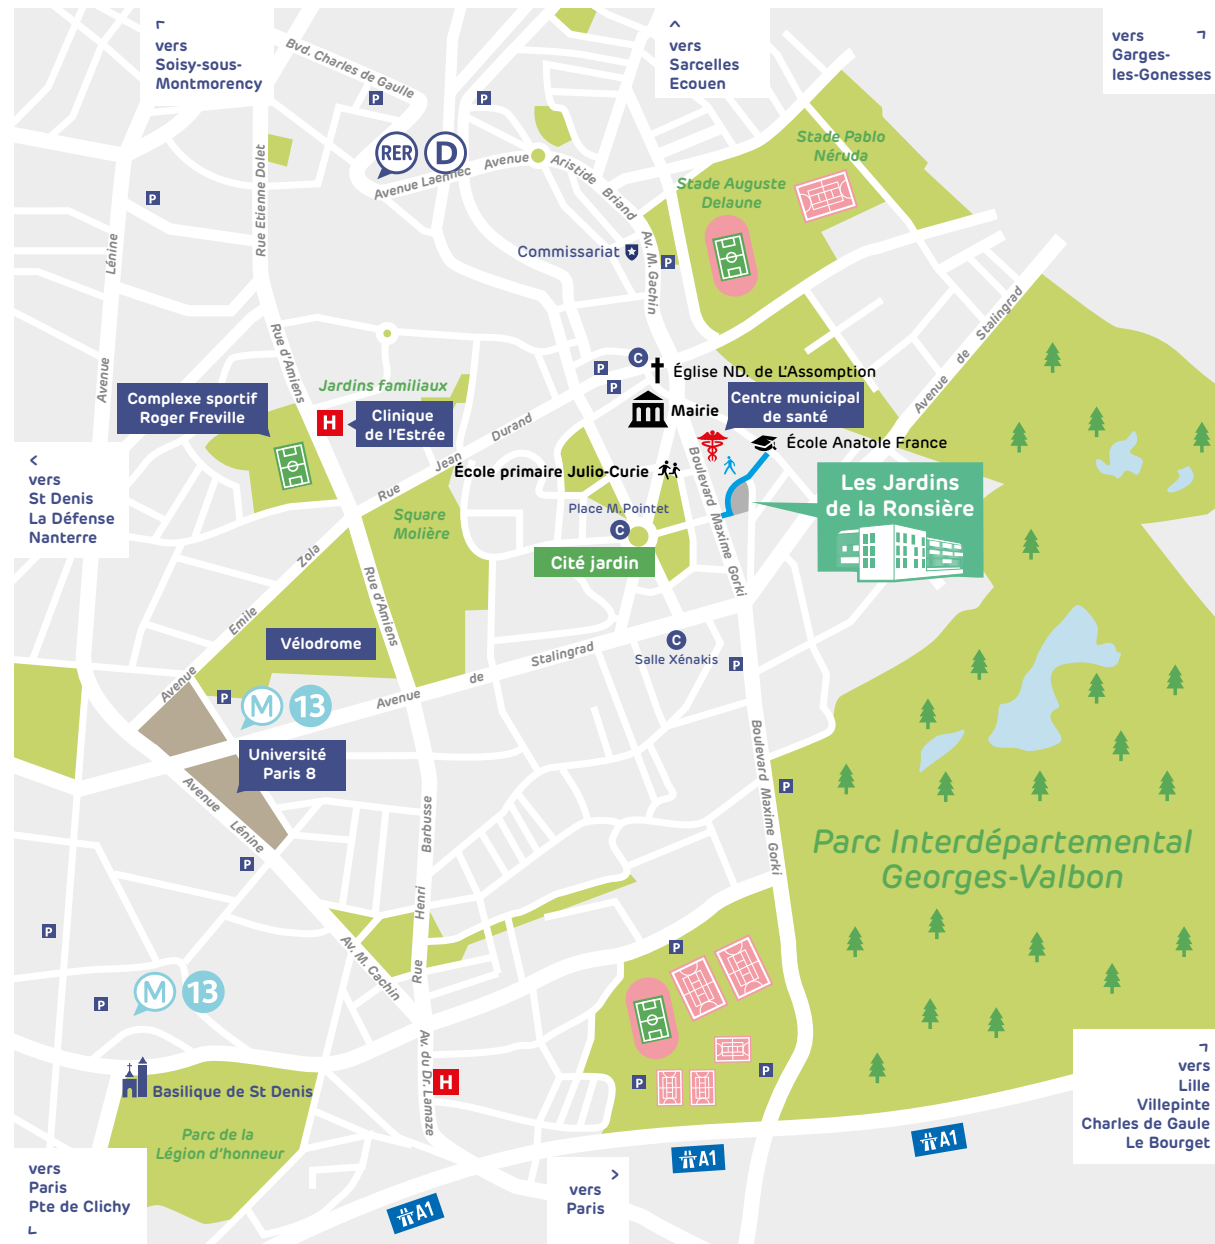 vers
Soisy-sous-
Montmorency
vers
Sarcelles
Ecouen
vers
Garges-
les-Gonesses
Bvd. Charles de Gaulle
P
P
RER
D
Avenue Laennec
Avenue
Aristide
Briand
Stade Pablo
Néruda
Stade Auguste
Delaune
P
Rue Etienne Dolet
Lénine
Avenue
Commissariat
P
Av. M. Gachin
Avenue de Stalingrad
Rue d'Amiens
Jardins familiaux
P
P
C
Église ND. de L'Assomption
Complexe sportif
Roger Freville
H
Clinique
de l'Estrée
Mairie
Centre municipal
de santé
École Anatole France
Rue Jean Durand
École primaire Julio-Curie
vers
St Denis
La Défense
Nanterre
Square
Molière
Place M.Pointet
C
Cité jardin
Boulevard Maxime Gorki
Les Jardins
de la Ronsière
Avenue Emile Zola
Rue d'Amiens
Vélodrome
Avenue de Stalingrad
C
Salle Xénakis
P
P
M
13
Université
Paris 8
Avenue Lénine
P
Boulevard Maxime Gorki
P
Parc Interdépartemental
Georges-Valbon
Rue Henri Barbusse
P
P
Av. M. Cachin
P
M
13
Basilique de St Denis
Av. du Dr. Lamaze
H
P
P
Parc de la
Légion d'honneur
vers
Lille
Villepinte
Charles de Gaule
Le Bourget
A1
A1
A1
vers
Paris
Pte de Clichy
vers
Paris